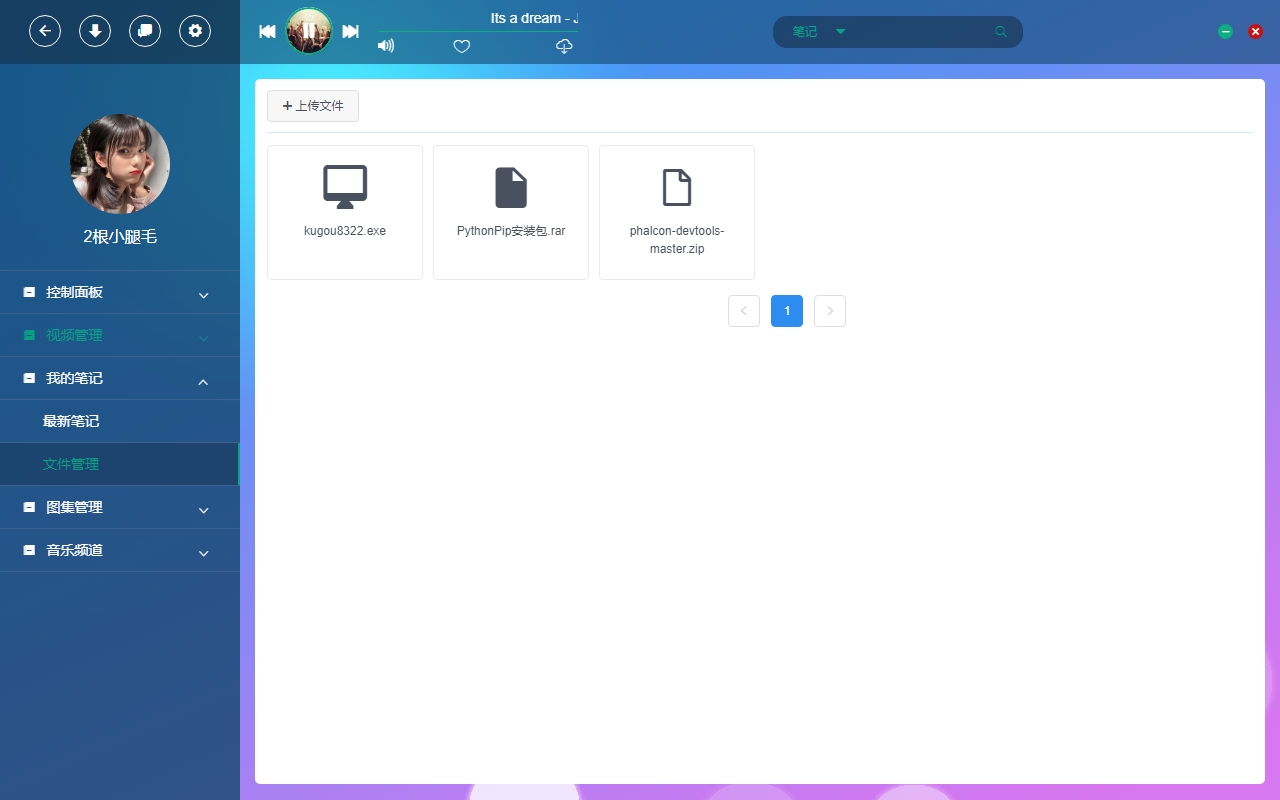 Its a dream - J
笔记
2根小腿毛
控制面板
视频管理
我的笔记
最新笔记
文件管理
图集管理
音乐频道
+ 上传文件
kugou8322.exe
PythonPip安装包.rar
phalcon-devtools-
master.zip
1